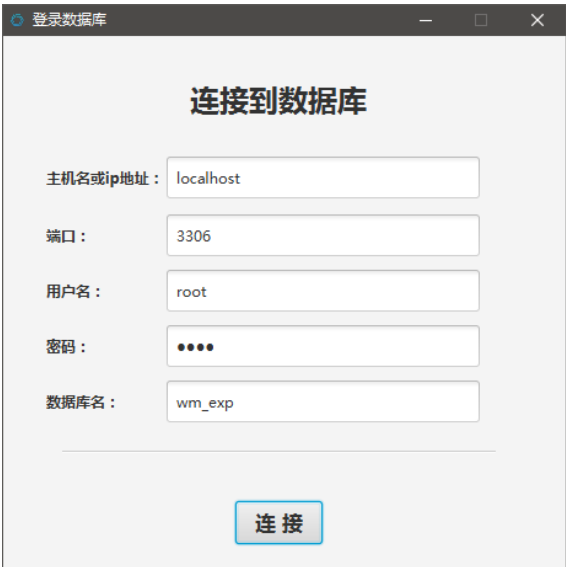 登录数据库
连接到数据库
主机名或ip地址： localhost
端口： 3306
用户名： root
密码： ●●●●
数据库名： wm_exp
连 接